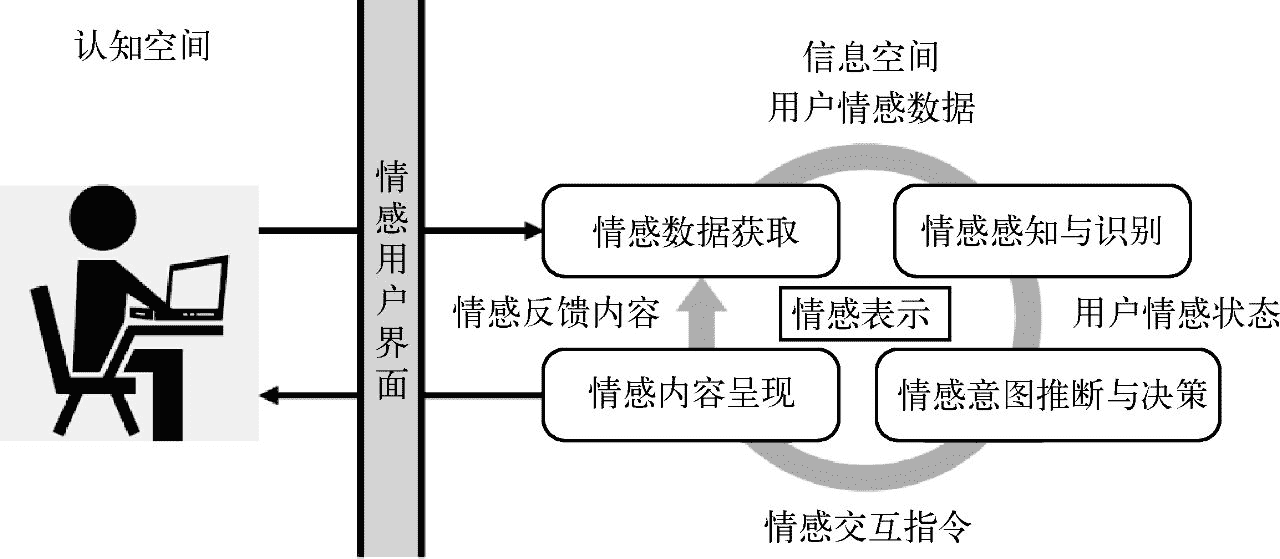 认知空间
信息空间
用户情感数据
情感用户界面
情感数据获取
情感感知与识别
情感反馈内容
情感表示
用户情感状态
情感内容呈现
情感意图推断与决策
情感交互指令